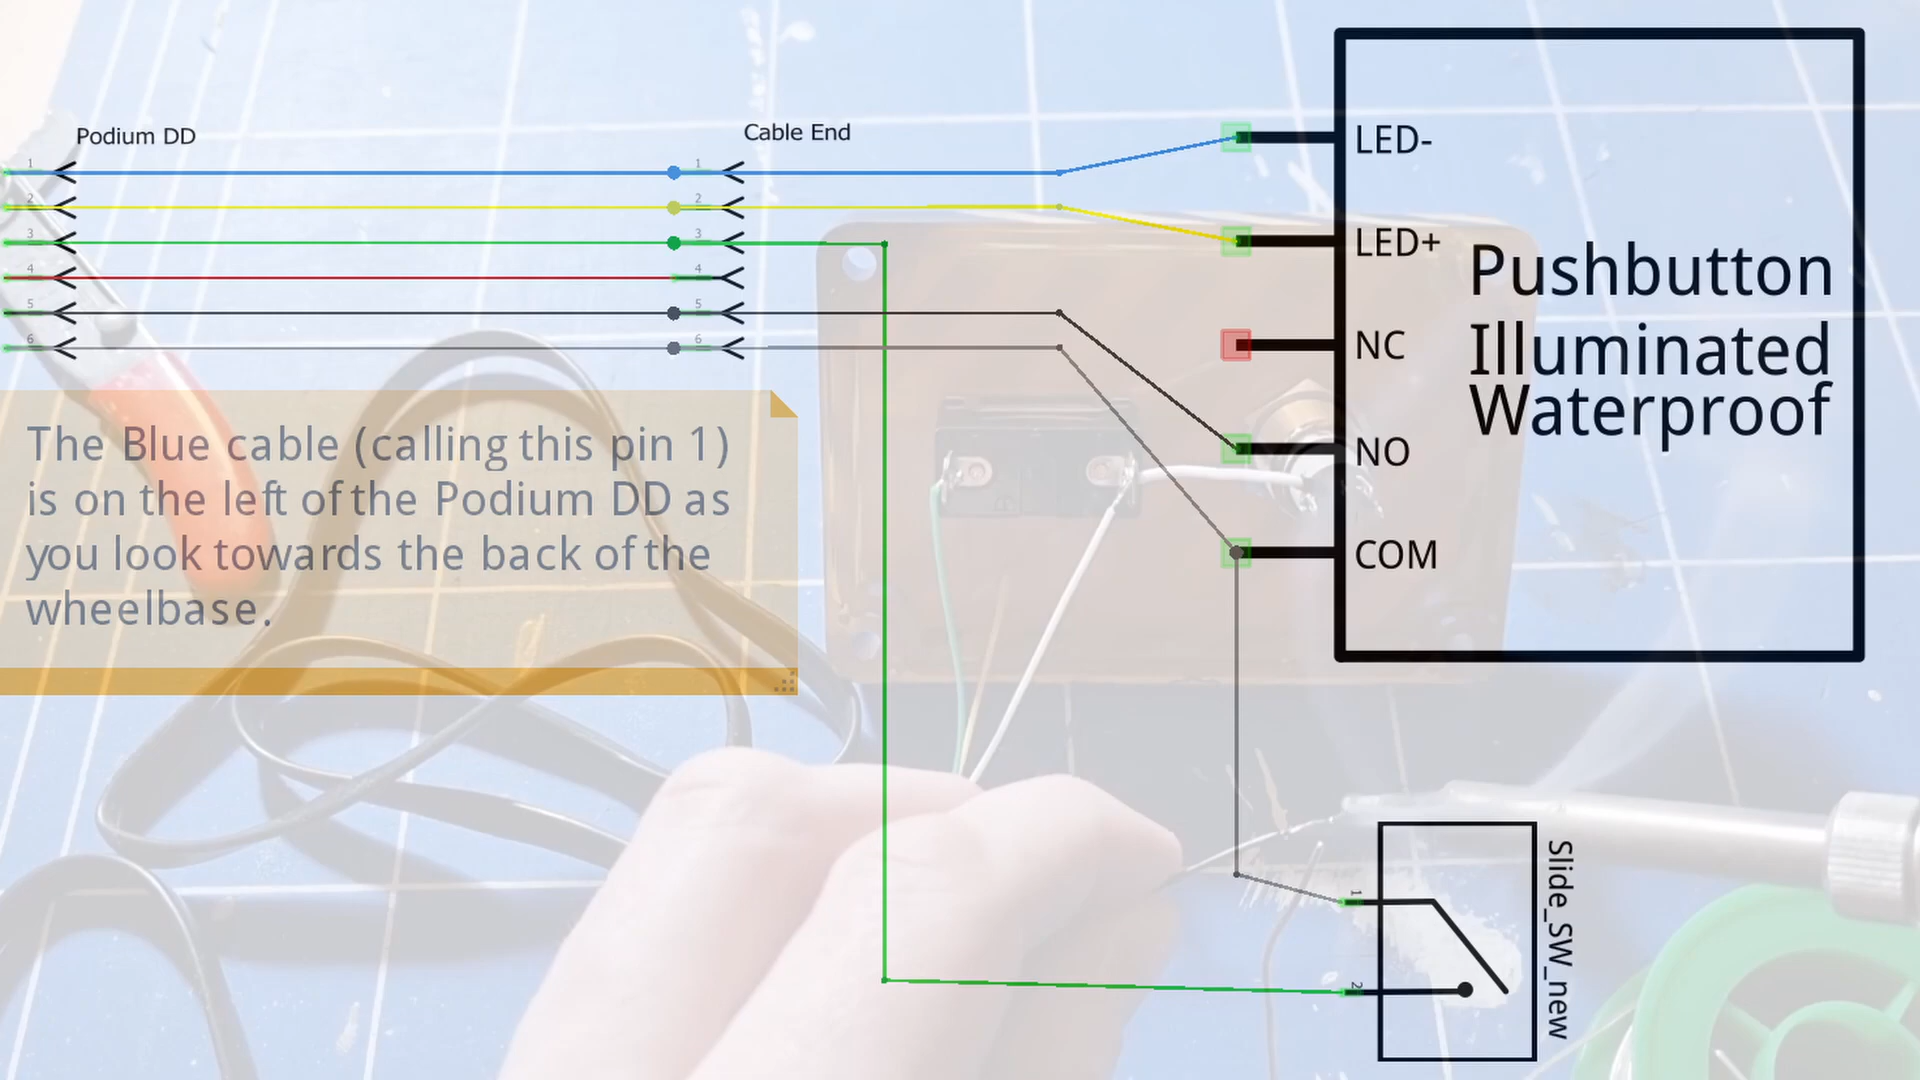 Podium DD
1
2
3
4
5
6
Cable End
1
2
3
4
5
6
LED-
LED+
NC
NO
COM
Pushbutton
Illuminated
Waterproof
The Blue cable (calling this pin 1)
is on the left of the Podium DD as
you look towards the back of the
wheelbase.
1
2
Slide_SW_new